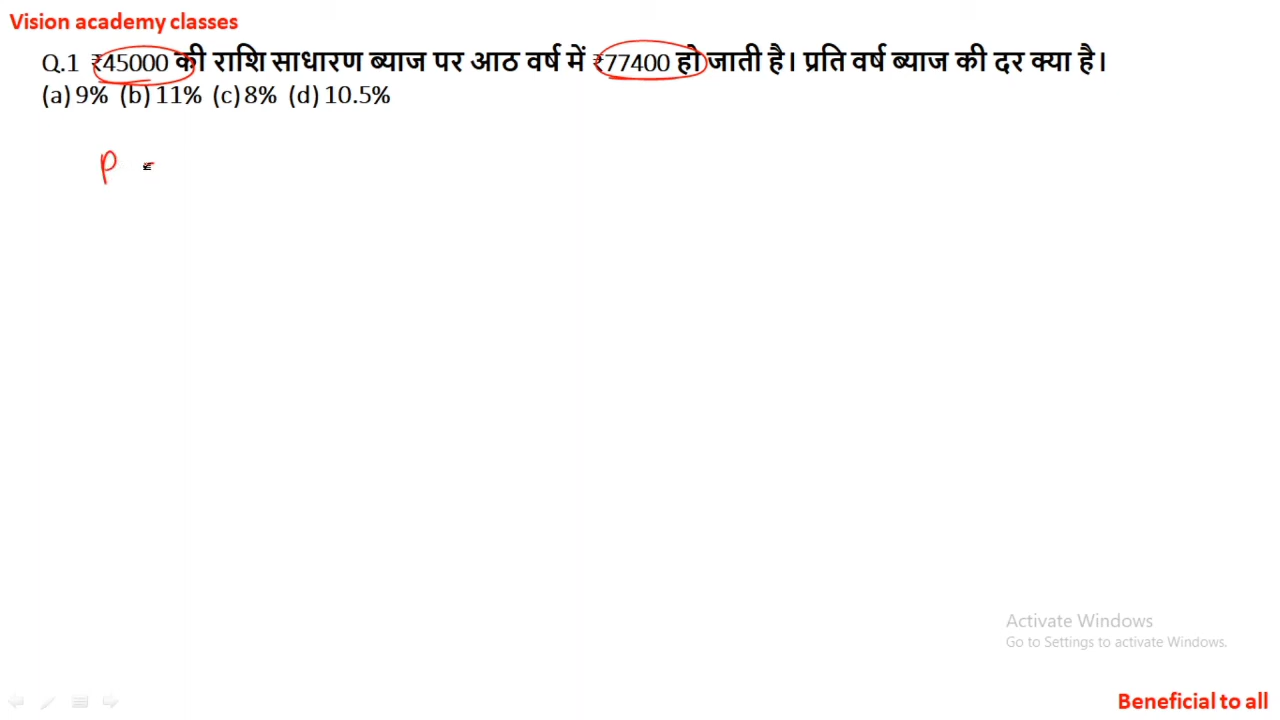 Vision academy classes
Q.1 ₹45000 की राशि साधारण ब्याज पर आठ वर्ष में ₹77400 हो जाती है। प्रति वर्ष ब्याज की दर क्या है।
(a) 9% (b) 11% (c) 8% (d) 10.5%
P =
Activate Windows
Go to Settings to activate Windows.
Beneficial to all